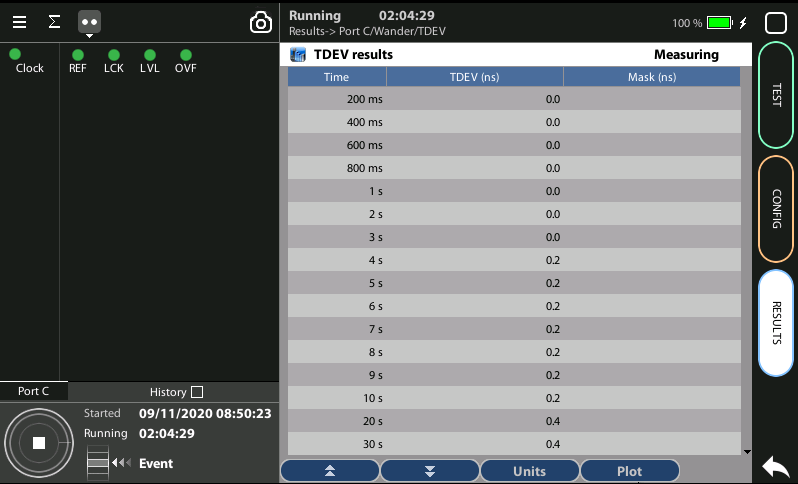 Σ
Running 02:04:29
Results-> Port C/Wander/TDEV
100 %
Clock REF LCK LVL OVF
TDEV results Measuring
Time TDEV (ns) Mask (ns)
200 ms 0.0
400 ms 0.0
600 ms 0.0
800 ms 0.0
1 s 0.0
2 s 0.0
3 s 0.0
4 s 0.2
5 s 0.2
6 s 0.2
7 s 0.2
8 s 0.2
9 s 0.2
10 s 0.2
20 s 0.4
30 s 0.4
TEST
CONFIG
RESULTS
Port C History
Started 09/11/2020 08:50:23
Running 02:04:29
Event
Units Plot